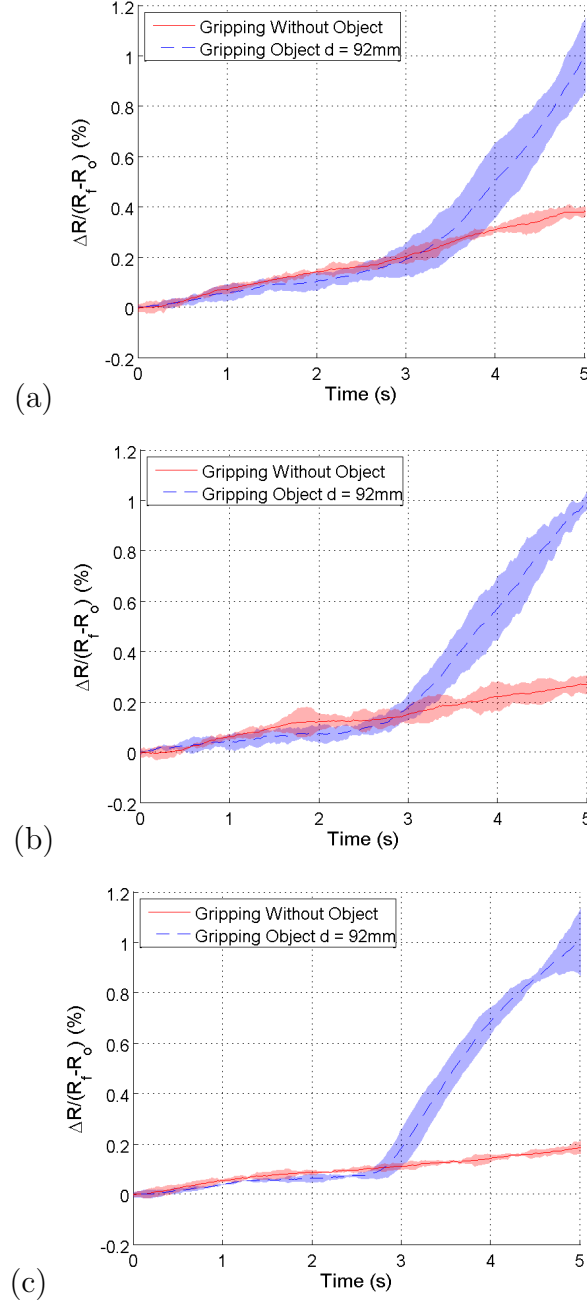 1.2
Gripping Without Object
Gripping Object d = 92mm
1
0.8
0.6
0.4
0.2
0
-0.2
ΔR/(R_f-R_o) (%)
0 1 2 3 4 5
Time (s)
(a)
1.2
Gripping Without Object
Gripping Object d = 92mm
1
0.8
0.6
0.4
0.2
0
-0.2
ΔR/(R_f-R_o) (%)
0 1 2 3 4 5
Time (s)
(b)
1.2
Gripping Without Object
Gripping Object d = 92mm
1
0.8
0.6
0.4
0.2
0
-0.2
ΔR/(R_f-R_o) (%)
0 1 2 3 4 5
Time (s)
(c)